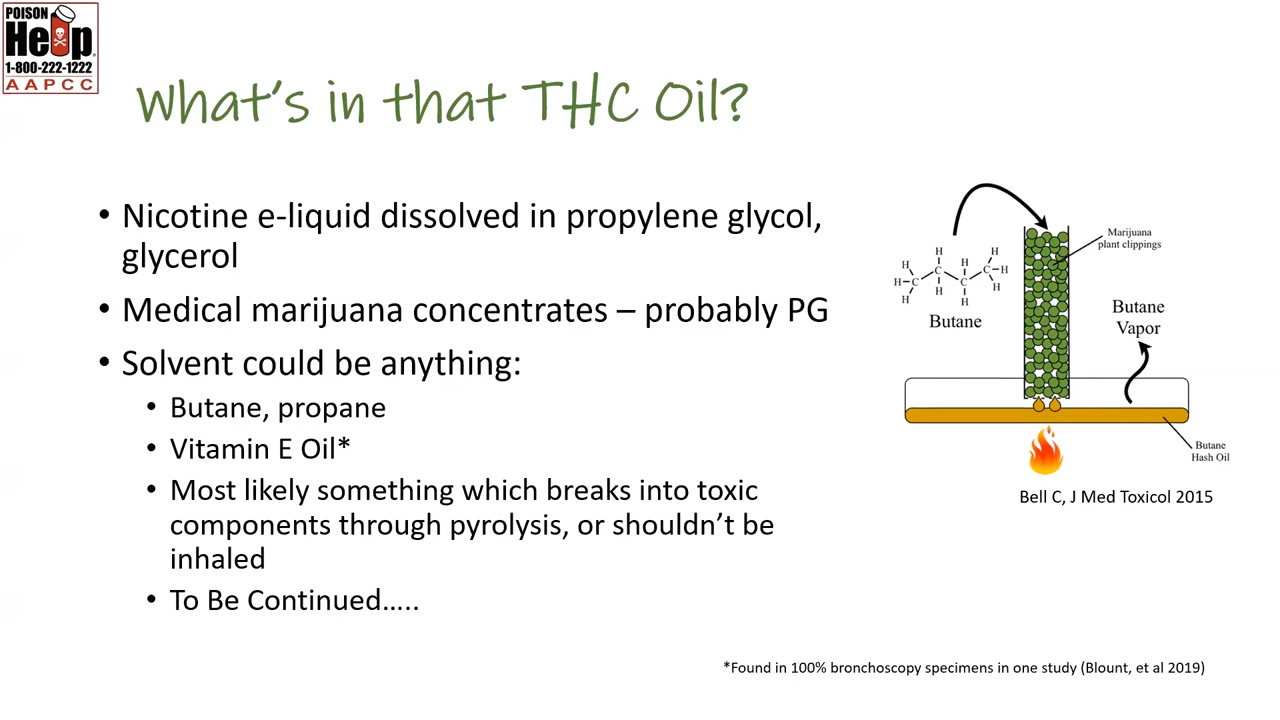 POISON
Help
1-800-222-1222
AAPCC
What's in that THC Oil?
• Nicotine e-liquid dissolved in propylene glycol,
glycerol
• Medical marijuana concentrates – probably PG
• Solvent could be anything:
• Butane, propane
• Vitamin E Oil*
• Most likely something which breaks into toxic
components through pyrolysis, or shouldn't be
inhaled
• To Be Continued…..
Marijuana
plant clippings
H
H
H
H
C
C
H
H
C
C
H
H
H
H
Butane
Butane
Vapor
Butane
Hash Oil
Bell C, J Med Toxicol 2015
*Found in 100% bronchoscopy specimens in one study (Blount, et al 2019)